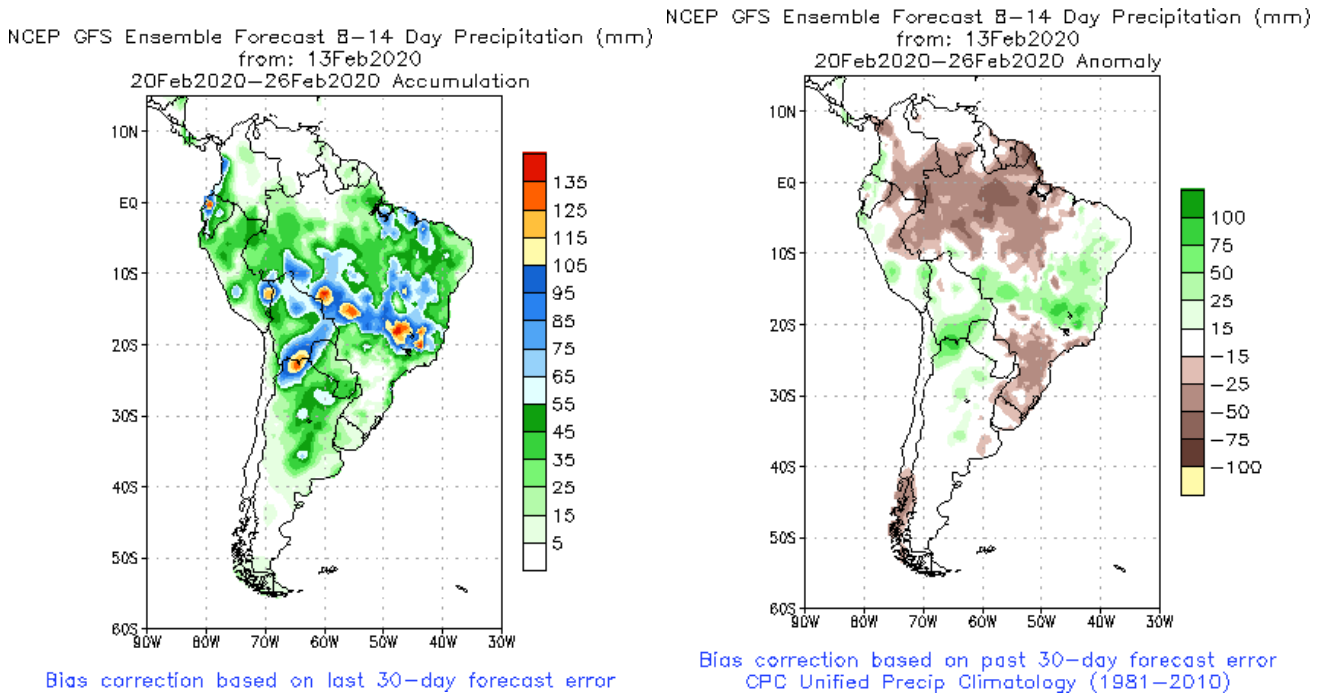 NCEP GFS Ensemble Forecast 8-14 Day Precipitation (mm)
from: 13Feb2020
20Feb2020-26Feb2020 Accumulation
10N
EQ
10S
20S
30S
40S
50S
60S
90W 80W 70W 60W 50W 40W 30W
135
125
115
105
95
85
75
65
55
45
35
25
15
5
Bias correction based on last 30-day forecast error
NCEP GFS Ensemble Forecast 8-14 Day Precipitation (mm)
from: 13Feb2020
20Feb2020-26Feb2020 Anomaly
10N
EQ
10S
20S
30S
40S
50S
60S
90W 80W 70W 60W 50W 40W 30W
100
75
50
25
15
-15
-25
-50
-75
-100
Bias correction based on past 30-day forecast error
CPC Unified Precip Climatology (1981-2010)